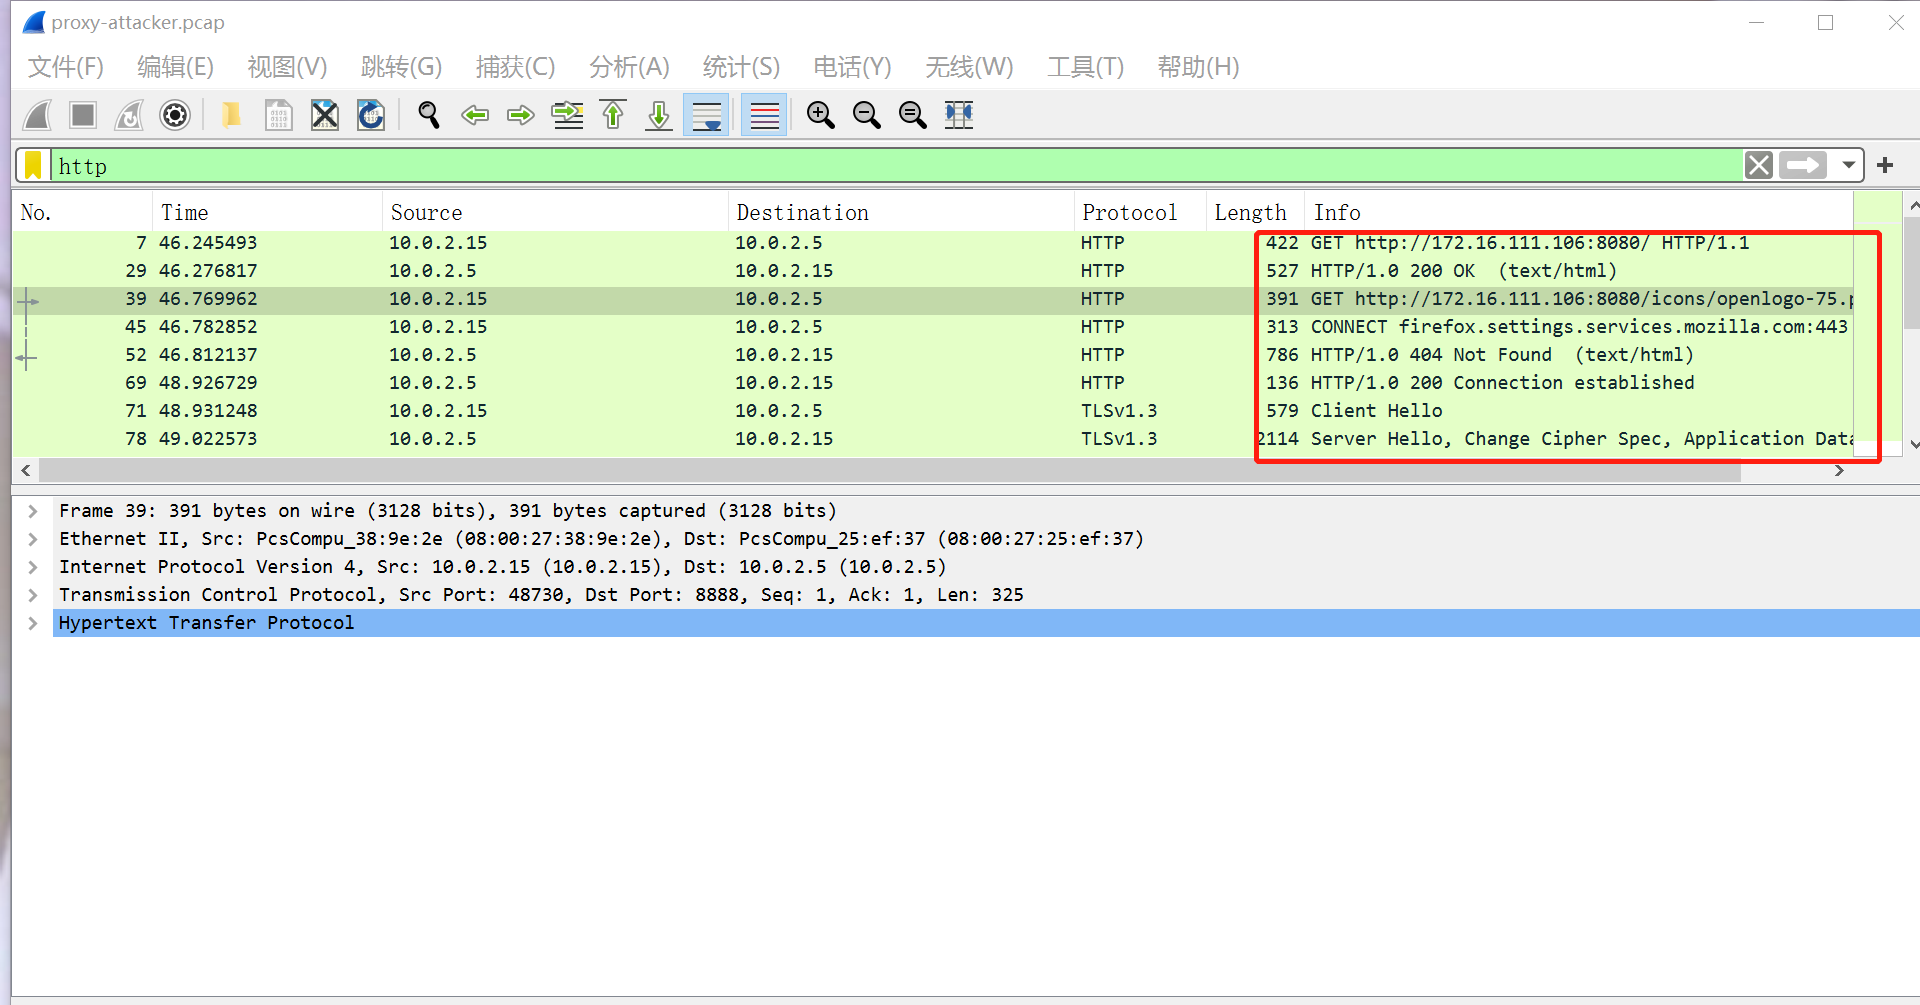 proxy-attacker.pcap
文件(F) 编辑(E) 视图(V) 跳转(G) 捕获(C) 分析(A) 统计(S) 电话(Y) 无线(W) 工具(T) 帮助(H)
http
No. Time Source Destination Protocol Length Info
7 46.245493 10.0.2.15 10.0.2.5 HTTP 422 GET http://172.16.111.106:8080/ HTTP/1.1
29 46.276817 10.0.2.5 10.0.2.15 HTTP 527 HTTP/1.0 200 OK (text/html)
39 46.769962 10.0.2.15 10.0.2.5 HTTP 391 GET http://172.16.111.106:8080/icons/openlogo-75.p
45 46.782852 10.0.2.15 10.0.2.5 HTTP 313 CONNECT firefox.settings.services.mozilla.com:443
52 46.812137 10.0.2.5 10.0.2.15 HTTP 786 HTTP/1.0 404 Not Found (text/html)
69 48.926729 10.0.2.5 10.0.2.15 HTTP 136 HTTP/1.0 200 Connection established
71 48.931248 10.0.2.15 10.0.2.5 TLSv1.3 579 Client Hello
78 49.022573 10.0.2.5 10.0.2.15 TLSv1.3 2114 Server Hello, Change Cipher Spec, Application Data
Frame 39: 391 bytes on wire (3128 bits), 391 bytes captured (3128 bits)
Ethernet II, Src: PcsCompu_38:9e:2e (08:00:27:38:9e:2e), Dst: PcsCompu_25:ef:37 (08:00:27:25:ef:37)
Internet Protocol Version 4, Src: 10.0.2.15 (10.0.2.15), Dst: 10.0.2.5 (10.0.2.5)
Transmission Control Protocol, Src Port: 48730, Dst Port: 8888, Seq: 1, Ack: 1, Len: 325
Hypertext Transfer Protocol